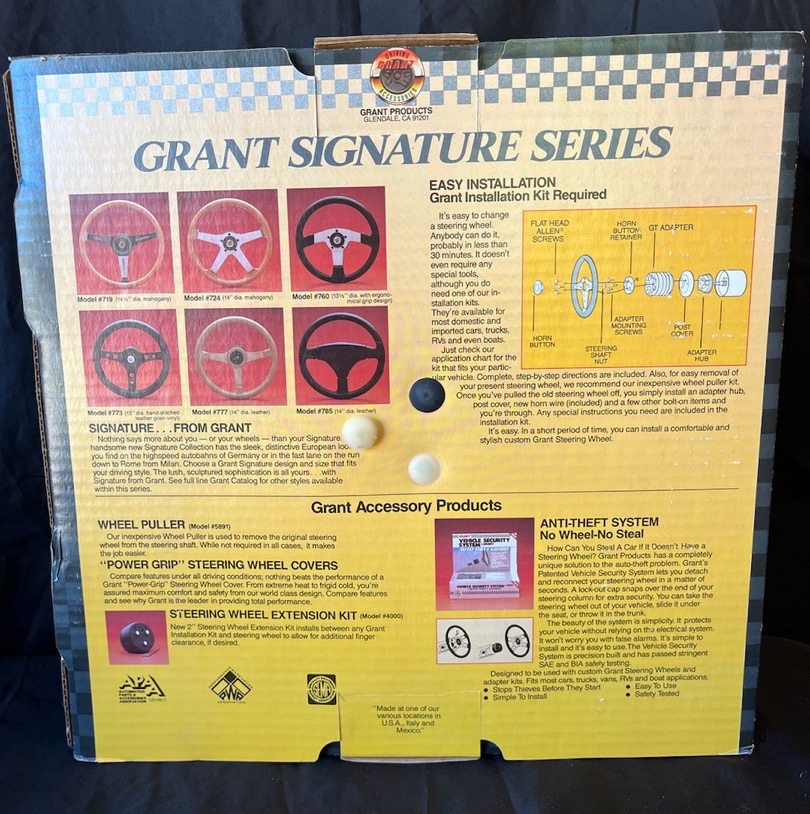 DRIVING
GRANT
ACCESSORIES
GRANT PRODUCTS
GLENDALE, CA 91201
GRANT SIGNATURE SERIES
Model #719 (14½" dia. mahogany)
Model #724 (14" dia. mahogany)
Model #760 (13½" dia. with ergono-
mical grip design)
Model #773 (13" dia. hand-stitched
leather grain vinyl)
Model #777 (14" dia. leather)
Model #785 (14" dia. leather)
SIGNATURE...FROM GRANT
Nothing says more about you — or your wheels — than your Signature.
handsome new Signature Collection has the sleek, distinctive European
you find on the highspeed autobahns of Germany or in the fast lane on the run
down to Rome from Milan. Choose a Grant Signature design and size that fits
your driving style. The lush, sculptured sophistication is all yours...with
Signature from Grant. See full line Grant Catalog for other styles available
within this series.
EASY INSTALLATION
Grant Installation Kit Required
It's easy to change
a steering wheel.
Anybody can do it,
probably in less than
30 minutes. It doesn't
even require any
special tools,
although you do
need one of our in-
stallation kits.
They're available for
most domestic and
imported cars, trucks,
RVs and even boats.
Just check our
application chart for the
kit that fits your partic-
ular vehicle. Complete, step-by-step directions are included. Also, for easy removal of
your present steering wheel, we recommend our inexpensive wheel puller kit.
Once you've pulled the old steering wheel off, you simply install an adapter hub,
post cover, new horn wire (included) and a few other bolt-on items and
you're through. Any special instructions you need are included in the
installation kit.
It's easy. In a short period of time, you can install a comfortable and
stylish custom Grant Steering Wheel.
FLAT HEAD
ALLEN®
SCREWS
HORN
BUTTON
RETAINER
GT ADAPTER
HORN
BUTTON
STEERING
SHAFT
NUT
ADAPTER
MOUNTING
SCREWS
POST
COVER
ADAPTER
HUB
Grant Accessory Products
WHEEL PULLER (Model #5891)
Our inexpensive Wheel Puller is used to remove the original steering
wheel from the steering shaft. While not required in all cases, it makes
the job easier.
"POWER GRIP" STEERING WHEEL COVERS
Compare features under all driving conditions; nothing beats the performance of a
Grant "Power-Grip" Steering Wheel Cover. From extreme heat to frigid cold, you're
assured maximum comfort and safety from our world class design. Compare features
and see why Grant is the leader in providing total performance.
STEERING WHEEL EXTENSION KIT (Model #4000)
New 2" Steering Wheel Extension Kit installs between any Grant
Installation Kit and steering wheel to allow for additional finger
clearance, if desired.
VEHICLE SECURITY
SYSTEM
ANTI-THEFT SYSTEM
No Wheel-No Steal
How Can You Steal A Car If It Doesn't Have a
Steering Wheel? Grant Products has a completely
unique solution to the auto-theft problem. Grant's
Patented Vehicle Security System lets you detach
and reconnect your steering wheel in a matter of
seconds. A lock-out cap snaps over the end of your
steering column for extra security. You can take the
steering wheel out of your vehicle, slide it under
the seat, or throw it in the trunk.
The beauty of the system is simplicity. It protects
your vehicle without relying on the electrical system.
It won't worry you with false alarms. It's simple to
install and it's easy to use. The Vehicle Security
System is precision built and has passed stringent
SAE and BIA safety testing.
Designed to be used with custom Grant Steering Wheels and
adapter kits. Fits most cars, trucks, vans, RVs and boat applications.
• Stops Thieves Before They Start
• Easy To Use
• Simple To Install
• Safety Tested
APAA
AUTOMOTIVE
PARTS &
ACCESSORIES
ASSOCIATION
MEMBER
"Made at one of our
various locations in
U.S.A., Italy and
Mexico."